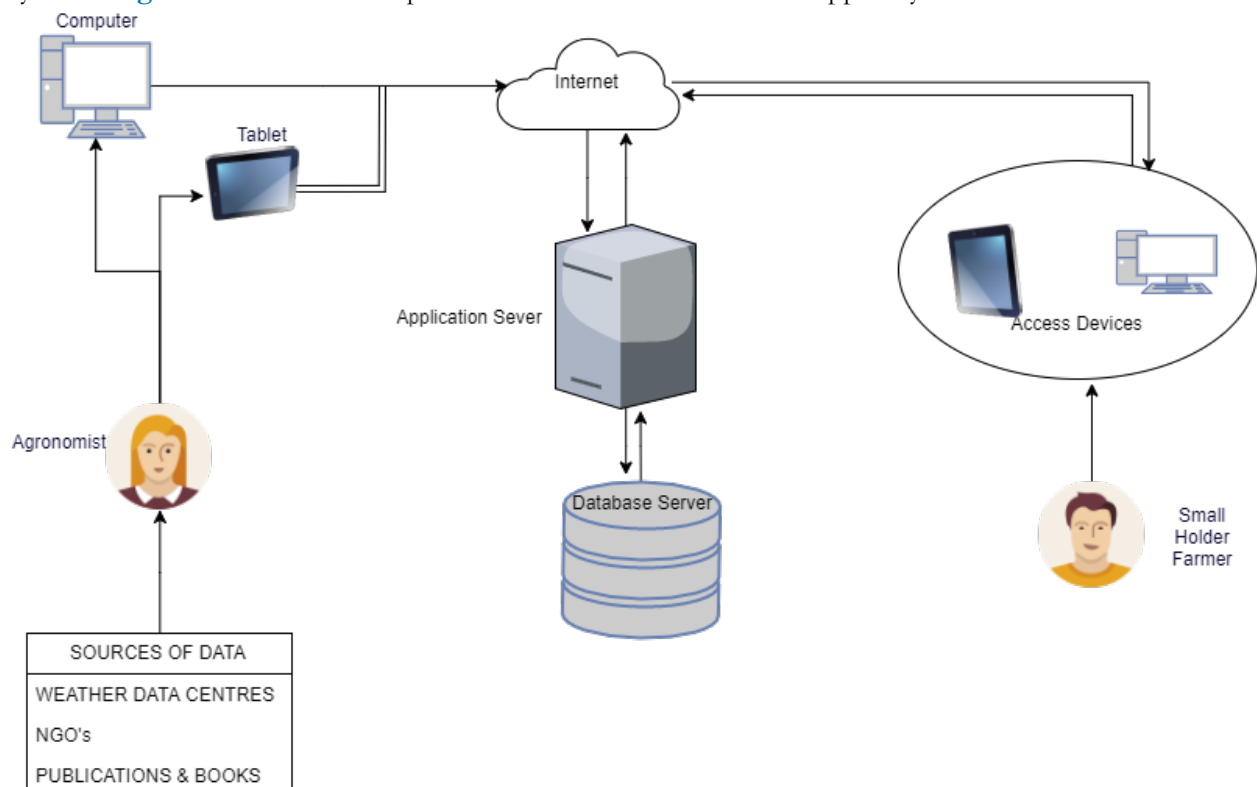 Computer
Internet
Tablet
Application Sever
Access Devices
Agronomist
Database Server
Small
Holder
Farmer
SOURCES OF DATA
WEATHER DATA CENTRES
NGO's
PUBLICATIONS & BOOKS